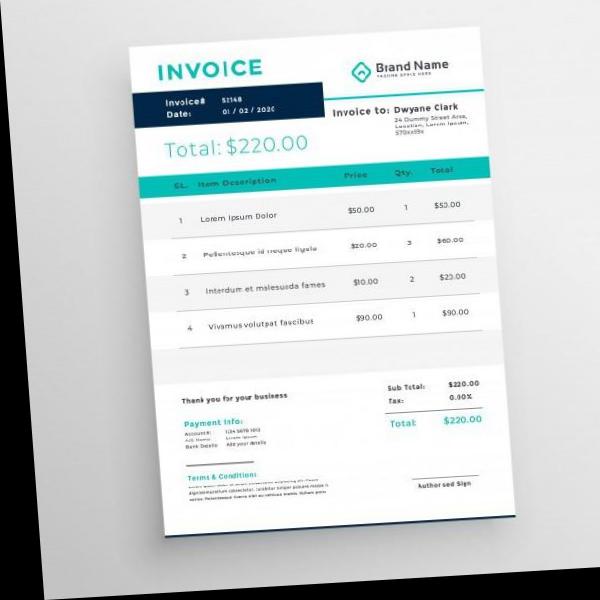 INVOICE
Brand Name
TAGLINE STYLE HERE
Invoice# 52148
Date: 01 / 02 / 2020
Invoice to: Dwyane Clark
24 Dummy Street Area,
Location, Lorem Ipsum,
570xx59x
Total: $220.00
SL. Item Description Price Qty. Total
1 Lorem Ipsum Dolor $50.00 1 $50.00
2 Pellentesque id neque ligula $20.00 3 $60.00
3 Interdum et malesuada fames $10.00 2 $20.00
4 Vivamus volutpat faucibus $90.00 1 $90.00
Thank you for your business
Sub Total: $220.00
Tax: 0.00%
Payment Info:
Account #: 1234 5678 9012
A/C Name: Lorem Ipsum
Bank Details: Add your details
Total: $220.00
Terms & Conditions
Authorised Sign